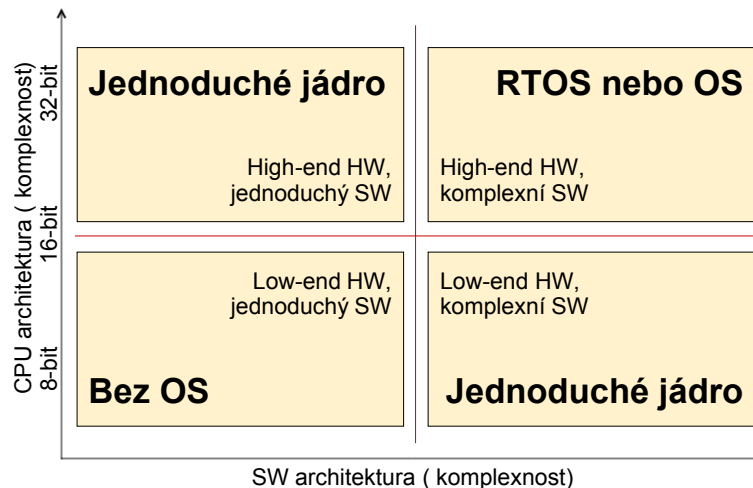 Jednoduché jádro
High-end HW,
jednoduchý SW
RTOS nebo OS
High-end HW,
komplexní SW
Low-end HW,
jednoduchý SW
Bez OS
Low-end HW,
komplexní SW
Jednoduché jádro
CPU architektura ( komplexnost)
8-bit
16-bit
32-bit
SW architektura ( komplexnost)